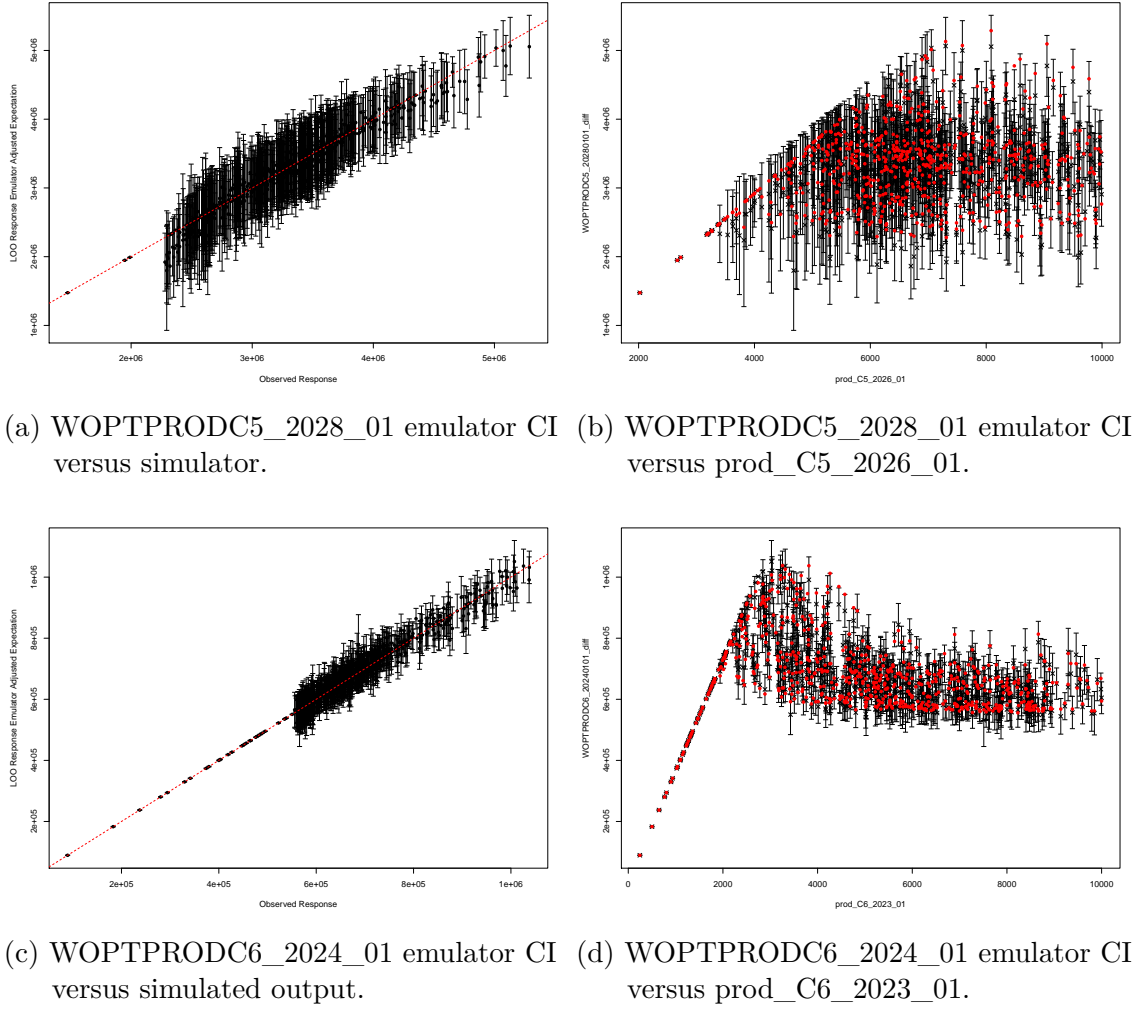 5e+06
4e+06
3e+06
2e+06
1e+06
LOO Response Emulator Adjusted Expectation
2e+06 3e+06 4e+06 5e+06
Observed Response
5e+06
4e+06
3e+06
2e+06
1e+06
WOPTPRODC5_20280101_diff
2000 4000 6000 8000 10000
prod_C5_2026_01
(a) WOPTPRODC5_2028_01 emulator CI
versus simulator.
(b) WOPTPRODC5_2028_01 emulator CI
versus prod_C5_2026_01.
1e+06
8e+05
6e+05
4e+05
2e+05
LOO Response Emulator Adjusted Expectation
2e+05 4e+05 6e+05 8e+05 1e+06
Observed Response
1e+06
8e+05
6e+05
4e+05
2e+05
WOPTPRODC6_20240101_diff
0 2000 4000 6000 8000 10000
prod_C6_2023_01
(c) WOPTPRODC6_2024_01 emulator CI
versus simulated output.
(d) WOPTPRODC6_2024_01 emulator CI
versus prod_C6_2023_01.